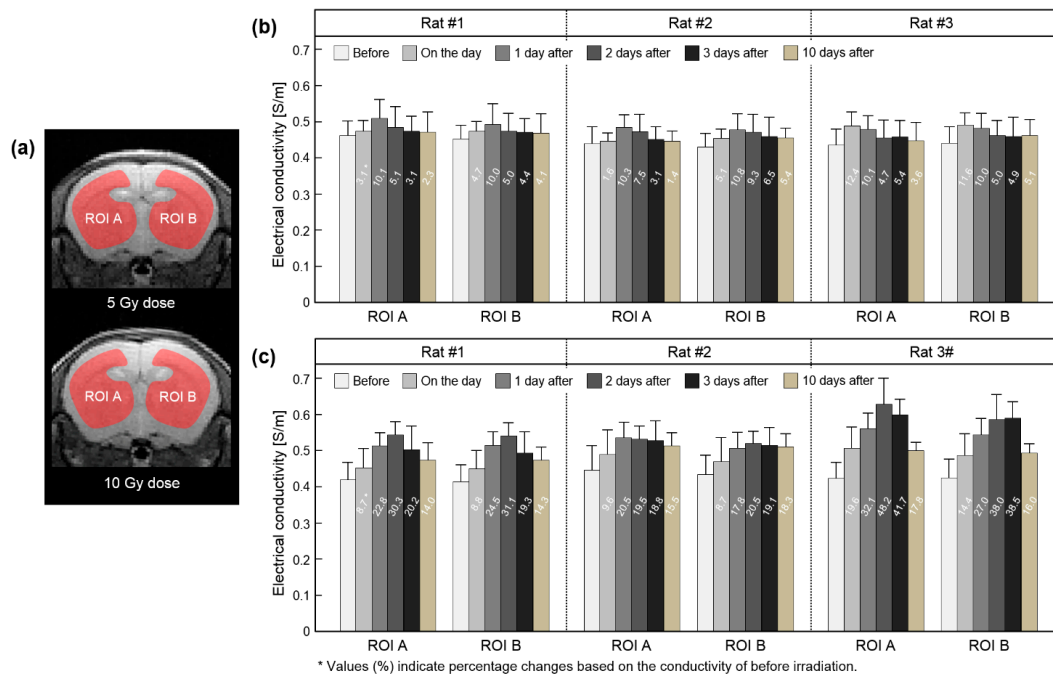 (a)
ROI A ROI B
5 Gy dose
ROI A ROI B
10 Gy dose
(b)
Rat #1 Rat #2 Rat #3
Before On the day 1 day after 2 days after 3 days after 10 days after
Electrical conductivity [S/m]
0.7
0.6
0.5
0.4
0.3
0.2
0.1
0
3.1* 10.1 5.1 3.1 2.3
4.7 10.0 5.0 4.4 4.1
1.6 10.3 7.5 3.1 1.4
5.1 10.8 9.3 6.5 5.4
12.4 10.1 4.7 5.4 3.6
11.6 10.0 5.0 4.9 5.1
ROI A ROI B ROI A ROI B ROI A ROI B
(c)
Rat #1 Rat #2 Rat 3#
Before On the day 1 day after 2 days after 3 days after 10 days after
Electrical conductivity [S/m]
0.7
0.6
0.5
0.4
0.3
0.2
0.1
0
8.7* 22.8 30.3 20.2 14.0
8.8 24.5 31.1 19.3 14.3
9.6 20.5 19.5 18.8 15.5
8.7 17.8 20.5 19.1 18.3
19.6 32.1 48.2 41.7 17.8
14.4 27.0 38.0 38.5 16.0
ROI A ROI B ROI A ROI B ROI A ROI B
* Values (%) indicate percentage changes based on the conductivity of before irradiation.